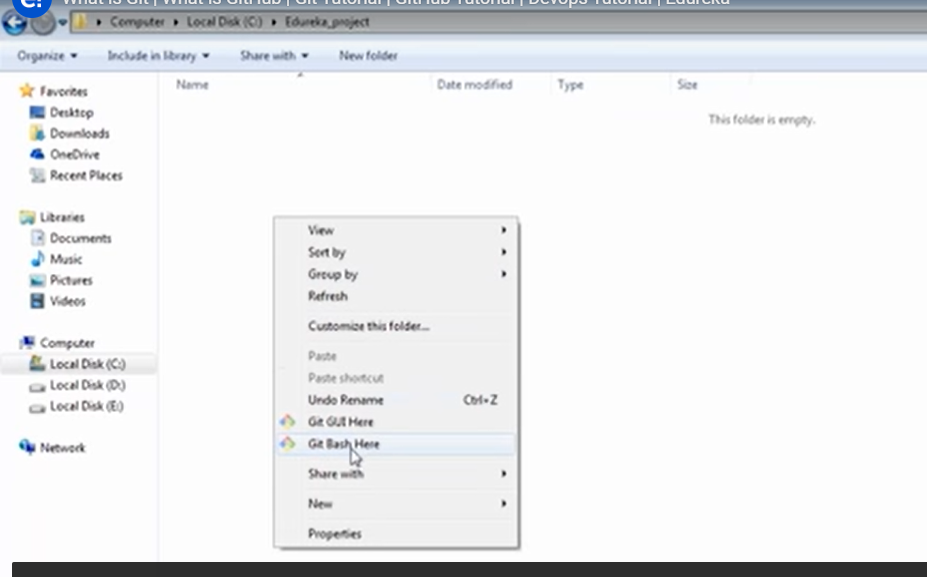 What is Git | What is GitHub | Git Tutorial | GitHub Tutorial | Devops Tutorial | Edureka
e!
Computer Local Disk (C:) Edureka_project
Organize Include in library Share with New folder
Name Date modified Type Size
This folder is empty.
Favorites
Desktop
Downloads
OneDrive
Recent Places
Libraries
Documents
Music
Pictures
Videos
Computer
Local Disk (C:)
Local Disk (D:)
Local Disk (E:)
Network
View
Sort by
Group by
Refresh
Customize this folder...
Paste
Paste shortcut
Undo Rename Ctrl+Z
Git GUI Here
Git Bash Here
Share with
New
Properties